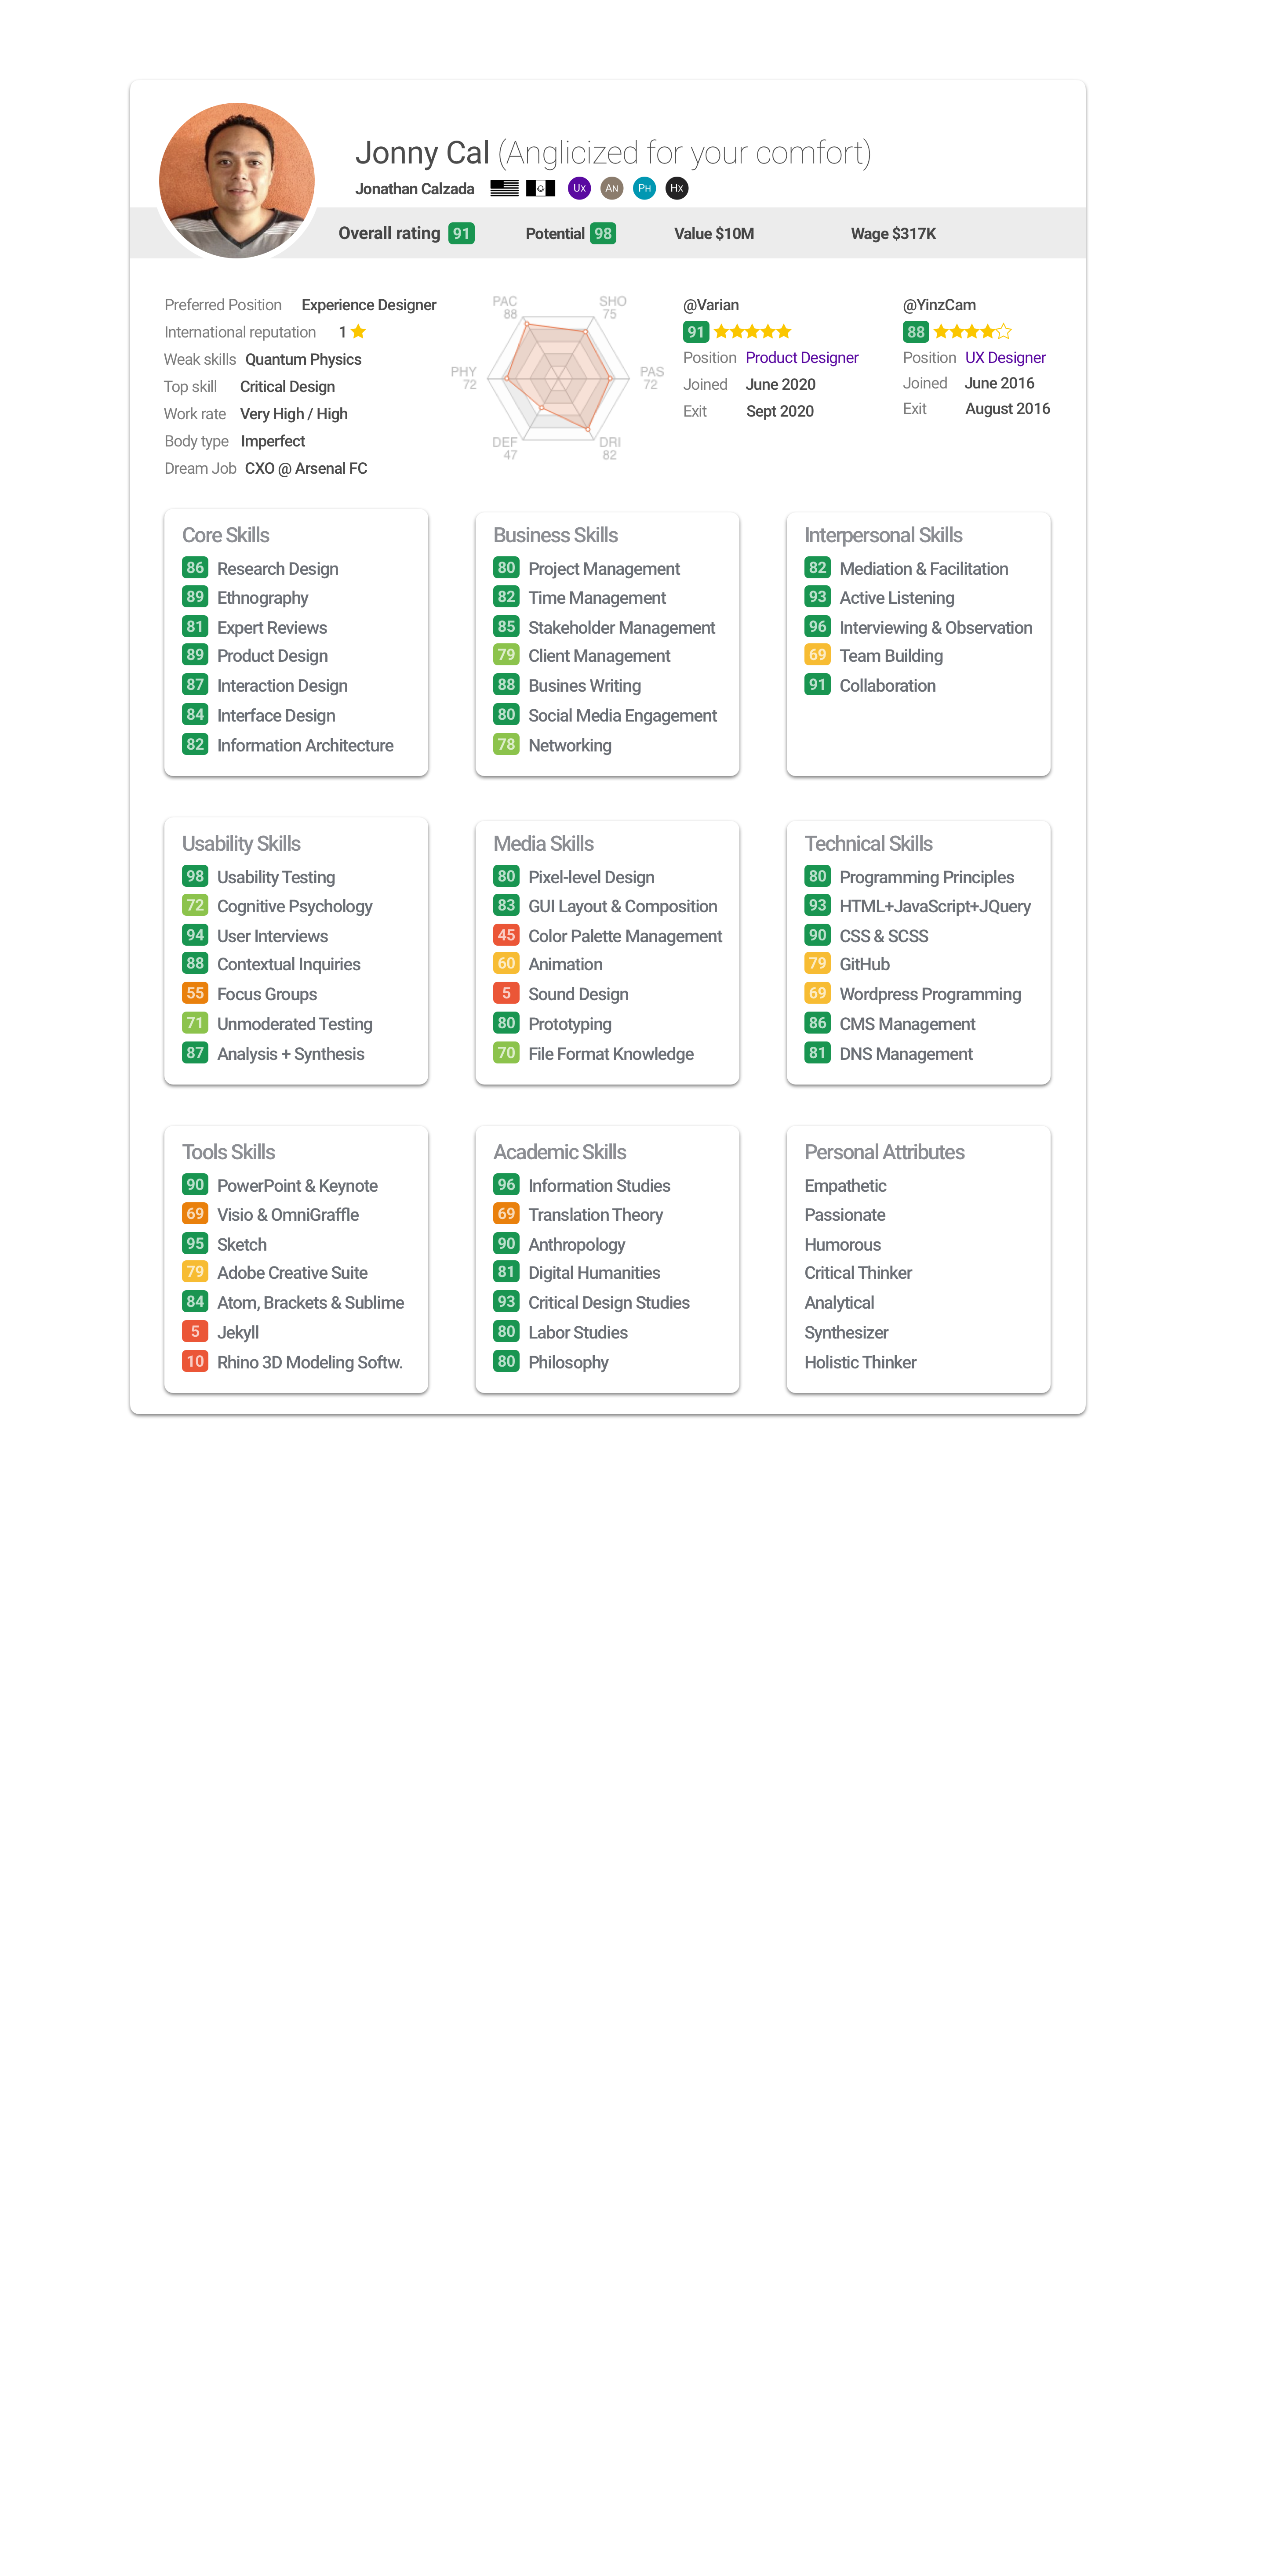 Jonny Cal (Anglicized for your comfort)
Jonathan Calzada UX AN PH HX
Overall rating 91 Potential 98 Value $10M Wage $317K
Preferred Position Experience Designer
International reputation 1
Weak skills Quantum Physics
Top skill Critical Design
Work rate Very High / High
Body type Imperfect
Dream Job CXO @ Arsenal FC
PAC
88
SHO
75
PHY
72
PAS
72
DEF
47
DRI
82
@Varian
91
Position Product Designer
Joined June 2020
Exit Sept 2020
@YinzCam
88
Position UX Designer
Joined June 2016
Exit August 2016
Core Skills
86 Research Design
89 Ethnography
81 Expert Reviews
89 Product Design
87 Interaction Design
84 Interface Design
82 Information Architecture
Business Skills
80 Project Management
82 Time Management
85 Stakeholder Management
79 Client Management
88 Busines Writing
80 Social Media Engagement
78 Networking
Interpersonal Skills
82 Mediation & Facilitation
93 Active Listening
96 Interviewing & Observation
69 Team Building
91 Collaboration
Usability Skills
98 Usability Testing
72 Cognitive Psychology
94 User Interviews
88 Contextual Inquiries
55 Focus Groups
71 Unmoderated Testing
87 Analysis + Synthesis
Media Skills
80 Pixel-level Design
83 GUI Layout & Composition
45 Color Palette Management
60 Animation
5 Sound Design
80 Prototyping
70 File Format Knowledge
Technical Skills
80 Programming Principles
93 HTML+JavaScript+JQuery
90 CSS & SCSS
79 GitHub
69 Wordpress Programming
86 CMS Management
81 DNS Management
Tools Skills
90 PowerPoint & Keynote
69 Visio & OmniGraffle
95 Sketch
79 Adobe Creative Suite
84 Atom, Brackets & Sublime
5 Jekyll
10 Rhino 3D Modeling Softw.
Academic Skills
96 Information Studies
69 Translation Theory
90 Anthropology
81 Digital Humanities
93 Critical Design Studies
80 Labor Studies
80 Philosophy
Personal Attributes
Empathetic
Passionate
Humorous
Critical Thinker
Analytical
Synthesizer
Holistic Thinker